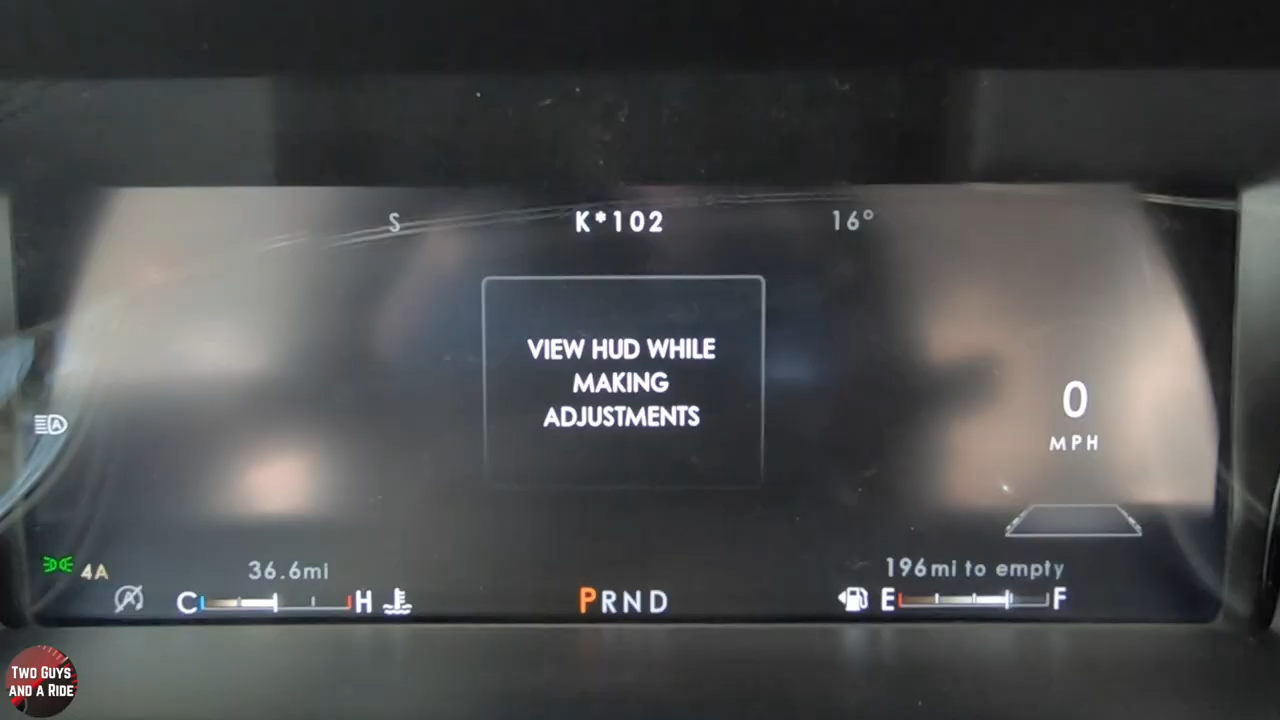 S K*102 16°
VIEW HUD WHILE
MAKING
ADJUSTMENTS
0
MPH
A
4A 36.6mi 196mi to empty
A C H PRND E F
TWO GUYS
AND A RIDE